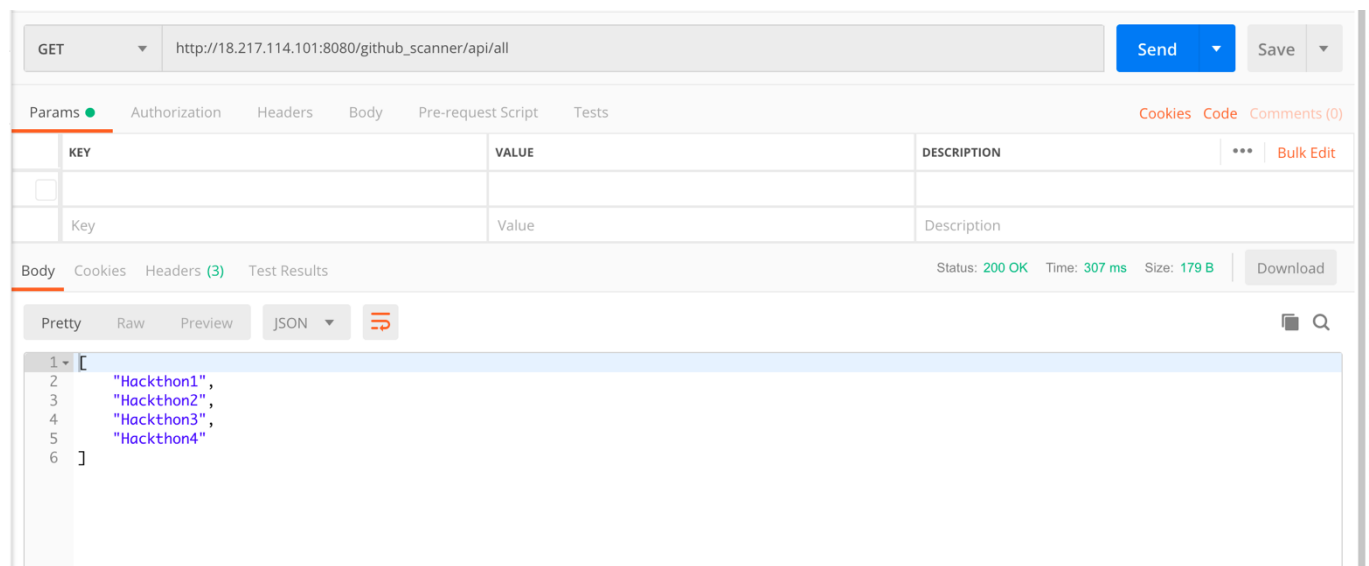 GET http://18.217.114.101:8080/github_scanner/api/all Send Save
Params Authorization Headers Body Pre-request Script Tests Cookies Code Comments (0)
KEY VALUE DESCRIPTION ••• Bulk Edit
Key Value Description
Body Cookies Headers (3) Test Results Status: 200 OK Time: 307 ms Size: 179 B Download
Pretty Raw Preview JSON
1 [
2 "Hackthon1",
3 "Hackthon2",
4 "Hackthon3",
5 "Hackthon4"
6 ]